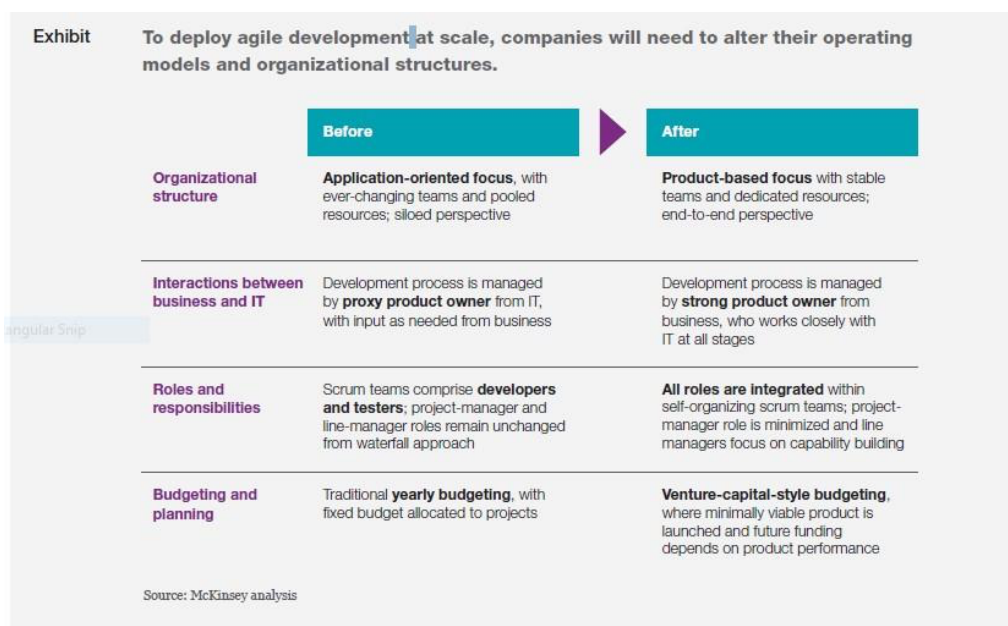 Exhibit
To deploy agile development at scale, companies will need to alter their operating
models and organizational structures.
Before
After
Organizational
structure
Application-oriented focus, with
ever-changing teams and pooled
resources; siloed perspective
Product-based focus with stable
teams and dedicated resources;
end-to-end perspective
Interactions between
business and IT
Development process is managed
by proxy product owner from IT,
with input as needed from business
Development process is managed
by strong product owner from
business, who works closely with
IT at all stages
angular Snip
Roles and
responsibilities
Scrum teams comprise developers
and testers; project-manager and
line-manager roles remain unchanged
from waterfall approach
All roles are integrated within
self-organizing scrum teams; project-
manager role is minimized and line
managers focus on capability building
Budgeting and
planning
Traditional yearly budgeting, with
fixed budget allocated to projects
Venture-capital-style budgeting,
where minimally viable product is
launched and future funding
depends on product performance
Source: McKinsey analysis